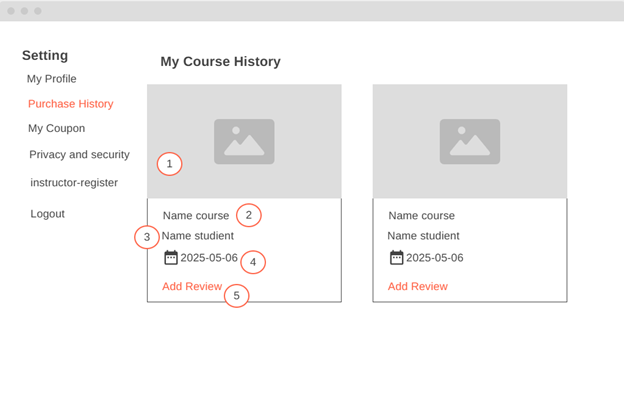 Setting
My Profile
Purchase History
My Coupon
Privacy and security
instructor-register
Logout
My Course History
1
Name course
2
3
Name studient
2025-05-06
4
Add Review
5
Name course
Name studient
2025-05-06
Add Review